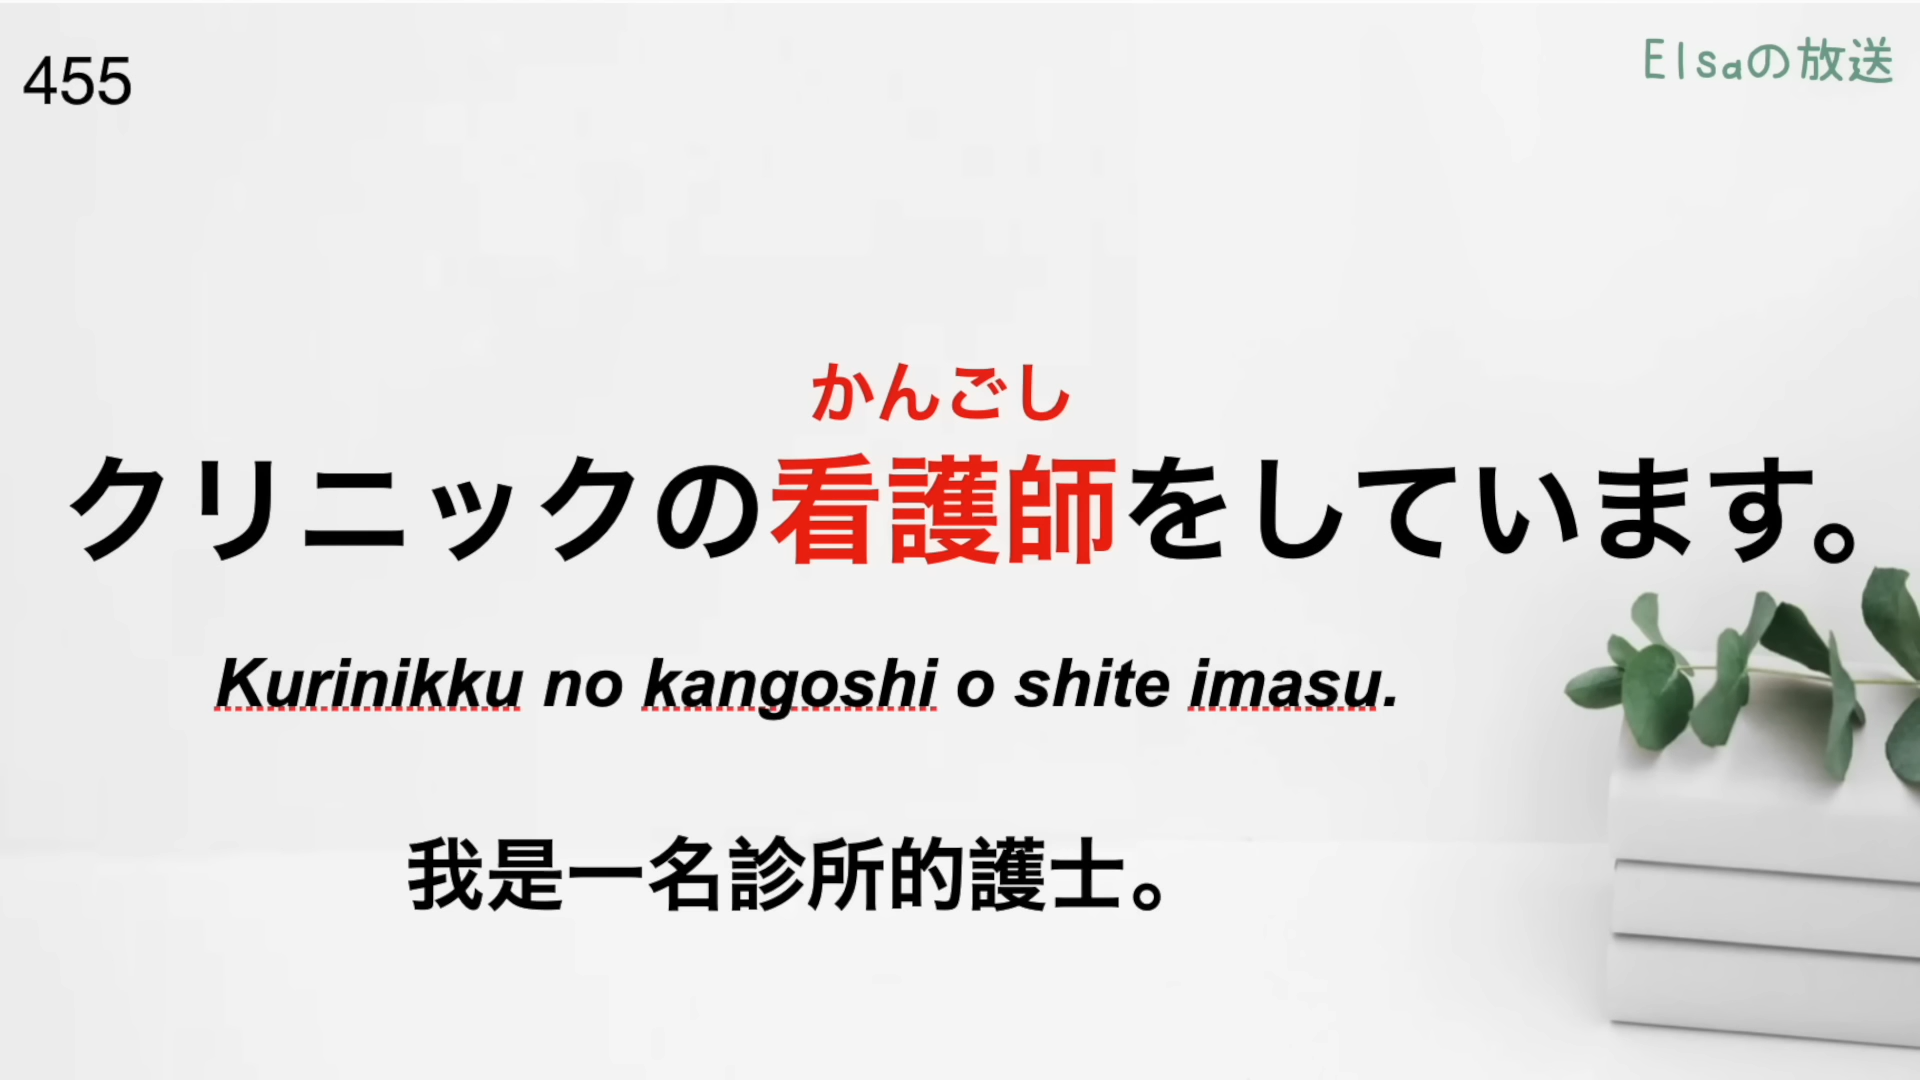 455
Elsaの放送
かんごし
クリニックの看護師をしています。
Kurinikku no kangoshi o shite imasu.
我是一名診所的護士。